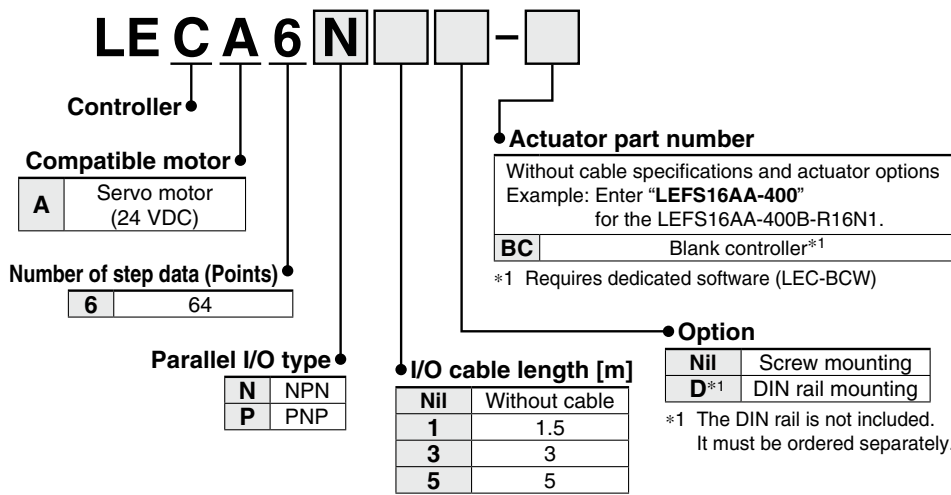 LECA6N -
Controller
Compatible motor
A Servo motor
(24 VDC)
Number of step data (Points)
6 64
Parallel I/O type
N NPN
P PNP
I/O cable length [m]
Nil Without cable
1 1.5
3 3
5 5
Actuator part number
Without cable specifications and actuator options
Example: Enter “LEFS16AA-400”
for the LEFS16AA-400B-R16N1.
BC Blank controller*1
*1 Requires dedicated software (LEC-BCW)
Option
Nil Screw mounting
D*1 DIN rail mounting
*1 The DIN rail is not included.
It must be ordered separately.